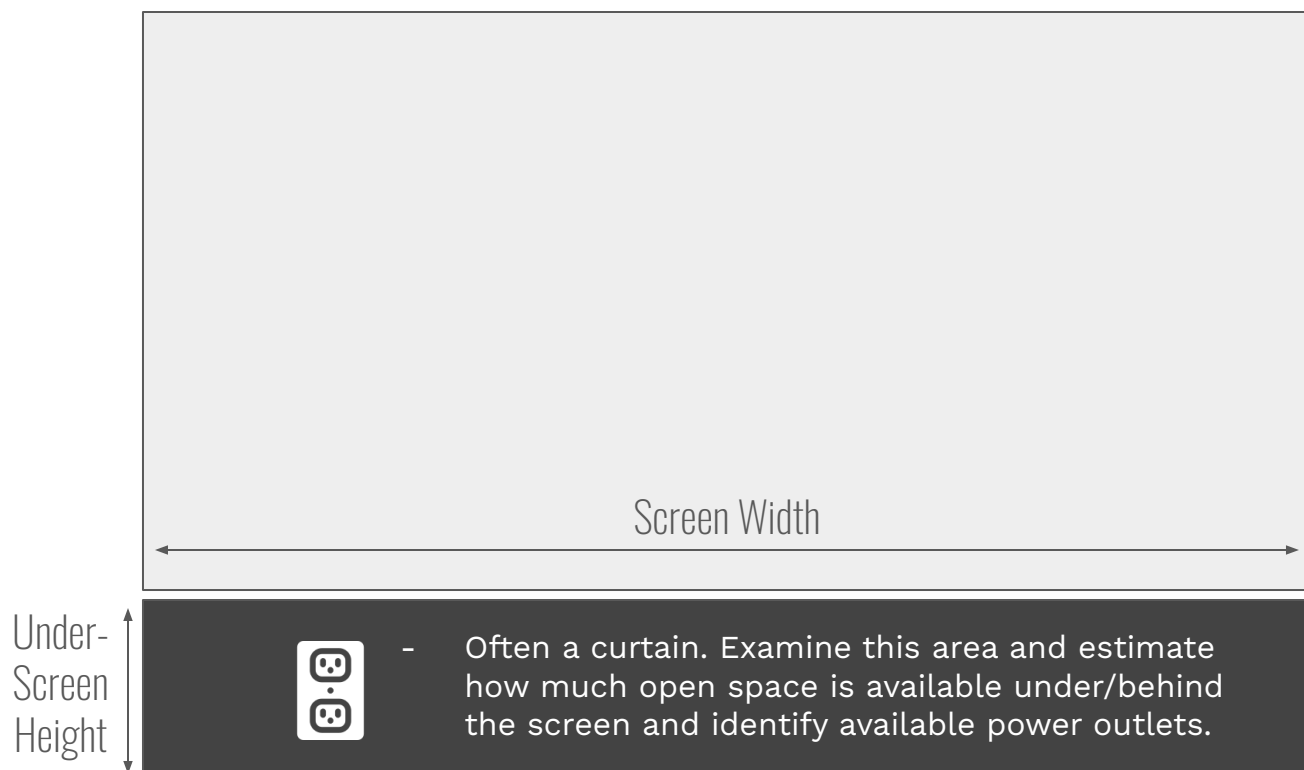 Screen Width
Under-
Screen
Height
- Often a curtain. Examine this area and estimate
how much open space is available under/behind
the screen and identify available power outlets.